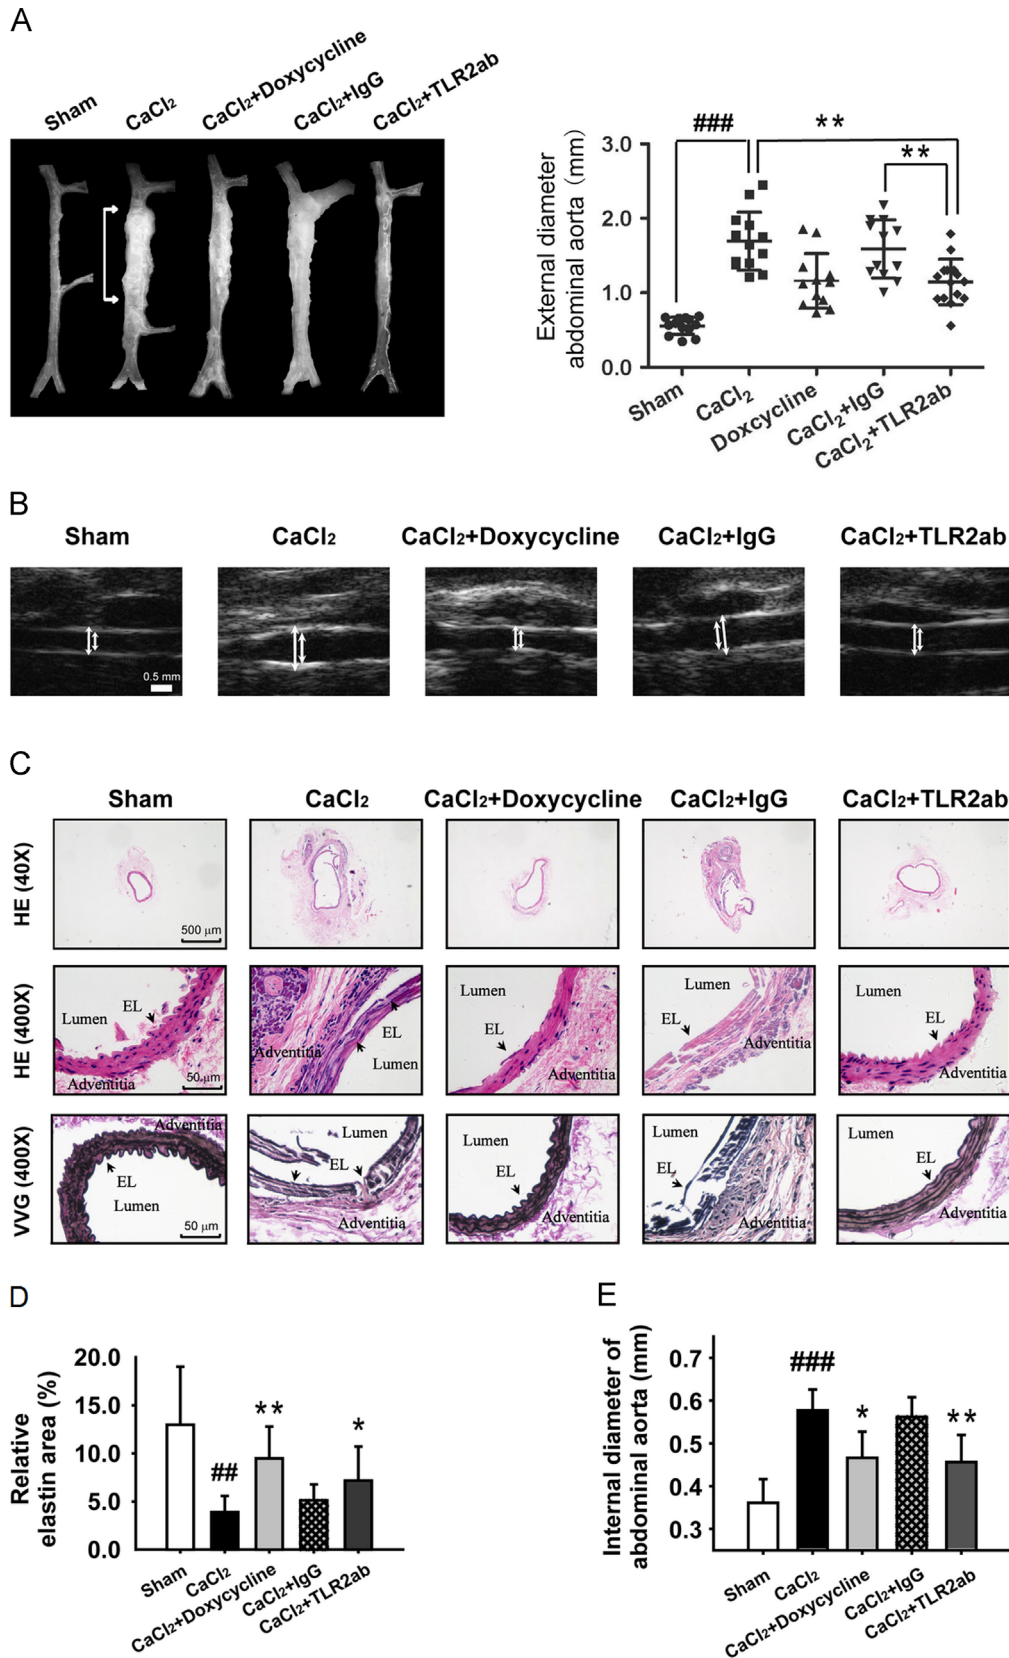 A
Sham
CaCl2
CaCl2+Doxycycline
CaCl2+IgG
CaCl2+TLR2ab
External diameter
abdominal aorta (mm)
###
**
**
3.0
2.0
1.0
0.0
Sham
CaCl2
Doxcycline
CaCl2+IgG
CaCl2+TLR2ab
B
Sham
CaCl2
CaCl2+Doxycycline
CaCl2+IgG
CaCl2+TLR2ab
0.5 mm
C
Sham
CaCl2
CaCl2+Doxycycline
CaCl2+IgG
CaCl2+TLR2ab
HE (40X)
500 μm
HE (400X)
Lumen
EL
Adventitia
50 μm
Adventitia
EL
Lumen
Lumen
EL
Adventitia
Lumen
EL
Adventitia
Lumen
EL
Adventitia
VVG (400X)
Adventitia
EL
Lumen
50 μm
Lumen
EL
Adventitia
Lumen
EL
Adventitia
Lumen
EL
Adventitia
Lumen
EL
Adventitia
D
Relative
elastin area (%)
20.0
15.0
10.0
5.0
0.0
##
**
*
Sham
CaCl2
CaCl2+Doxycycline
CaCl2+IgG
CaCl2+TLR2ab
E
Internal diameter of
abdominal aorta (mm)
0.7
0.6
0.5
0.4
0.3
###
*
**
Sham
CaCl2
CaCl2+Doxycycline
CaCl2+IgG
CaCl2+TLR2ab